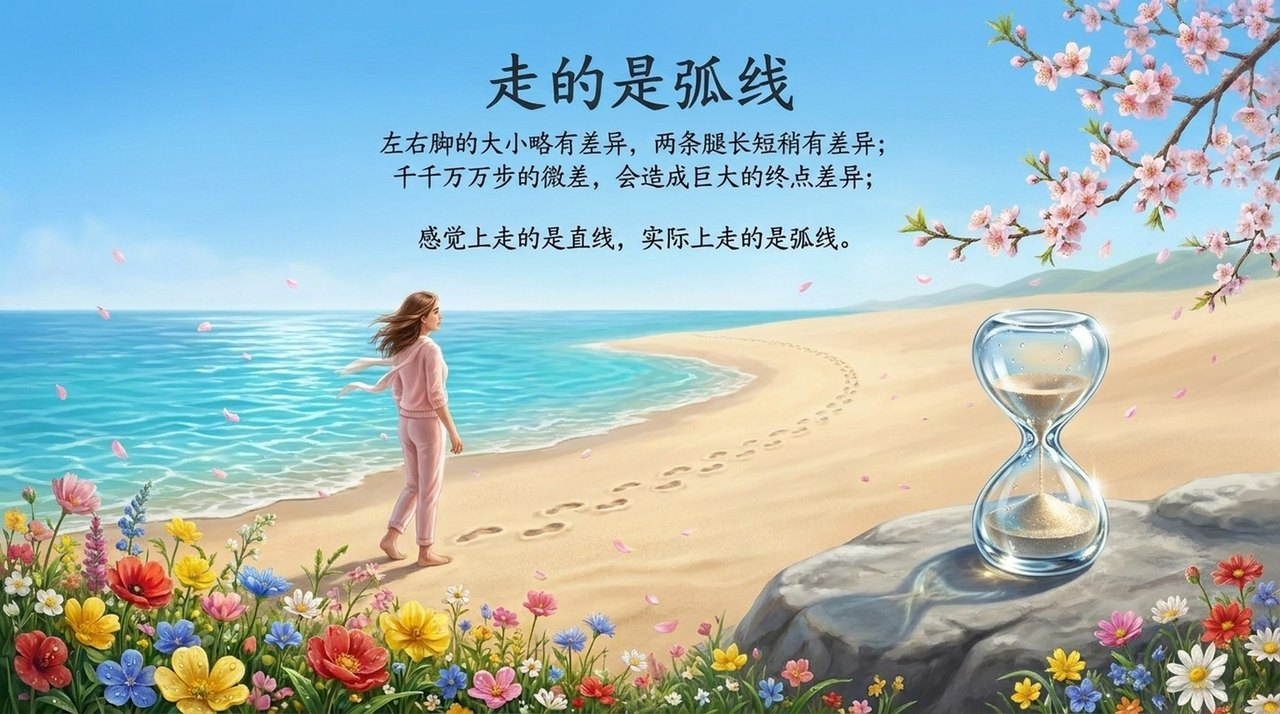 走的是弧线
左右脚的大小略有差异，两条腿长短稍有差异；
千千万万步的微差，会造成巨大的终点差异；
感觉上走的是直线，实际上走的是弧线。